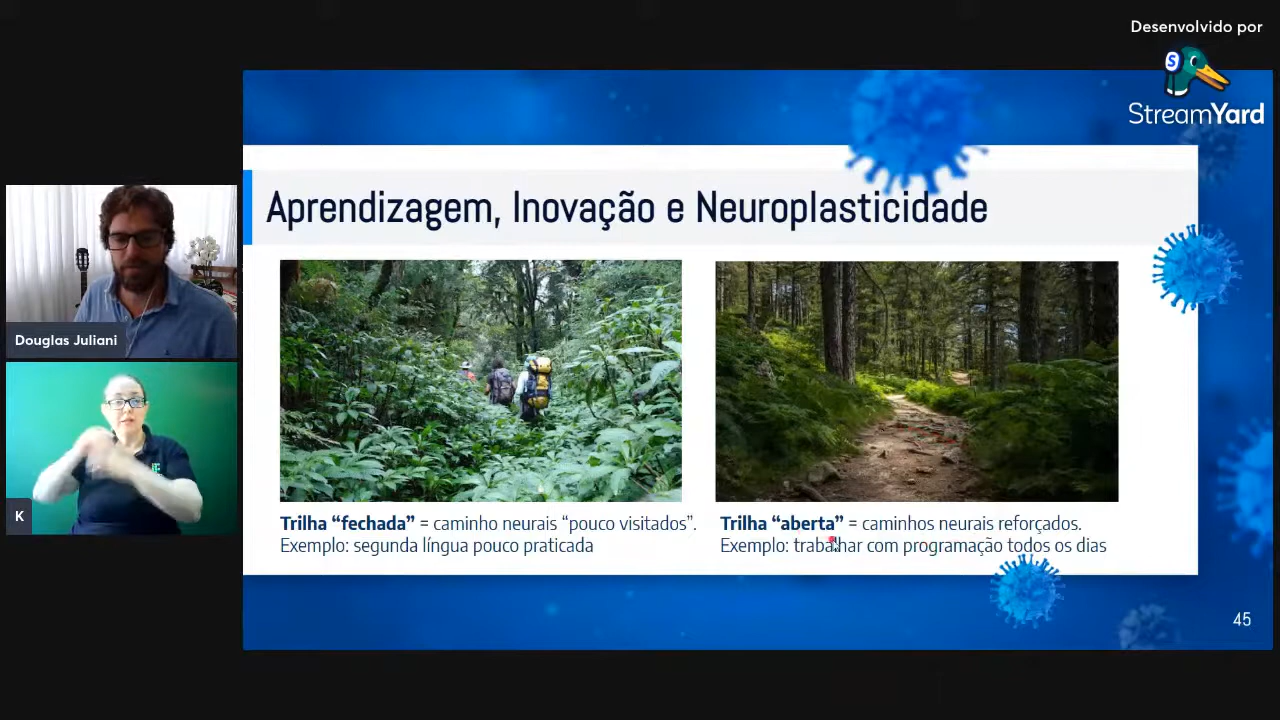 Desenvolvido por
S
StreamYard
Aprendizagem, Inovação e Neuroplasticidade
Douglas Juliani
K
Trilha “fechada” = caminho neurais “pouco visitados”.
Exemplo: segunda língua pouco praticada
Trilha “aberta” = caminhos neurais reforçados.
Exemplo: trabalhar com programação todos os dias
45